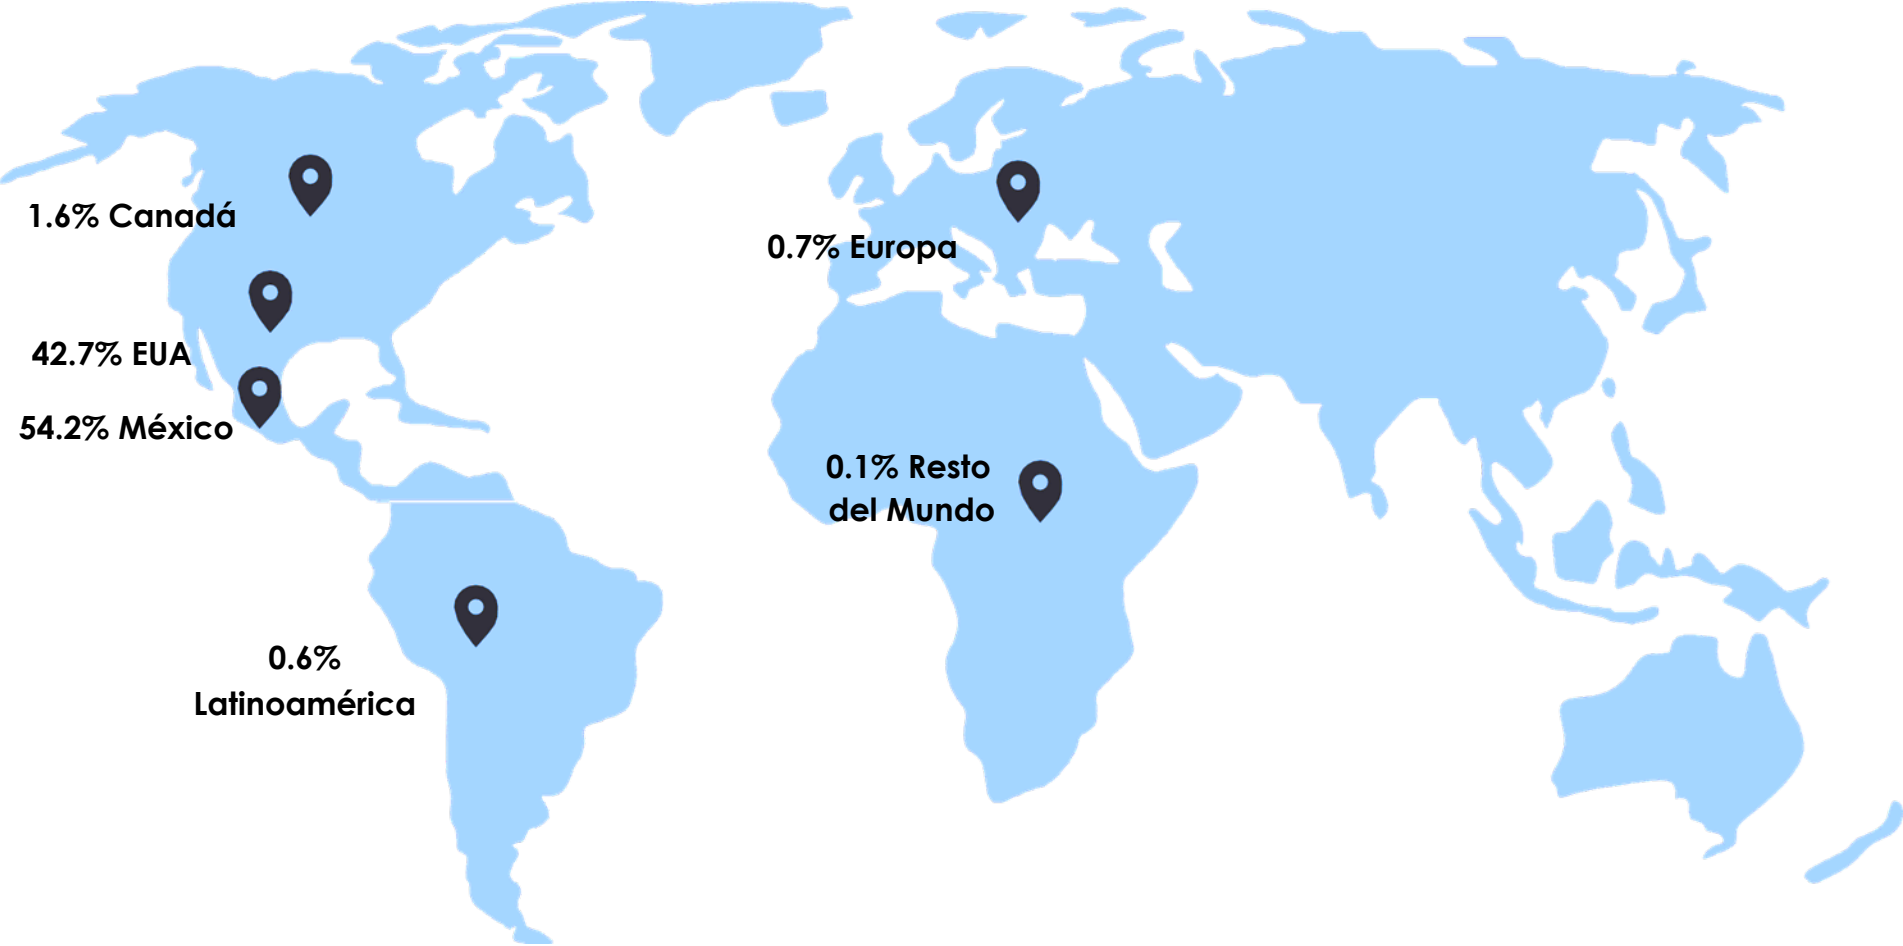 1.6% Canadá
0.7% Europa
42.7% EUA
54.2% México
0.1% Resto
del Mundo
0.6%
Latinoamérica